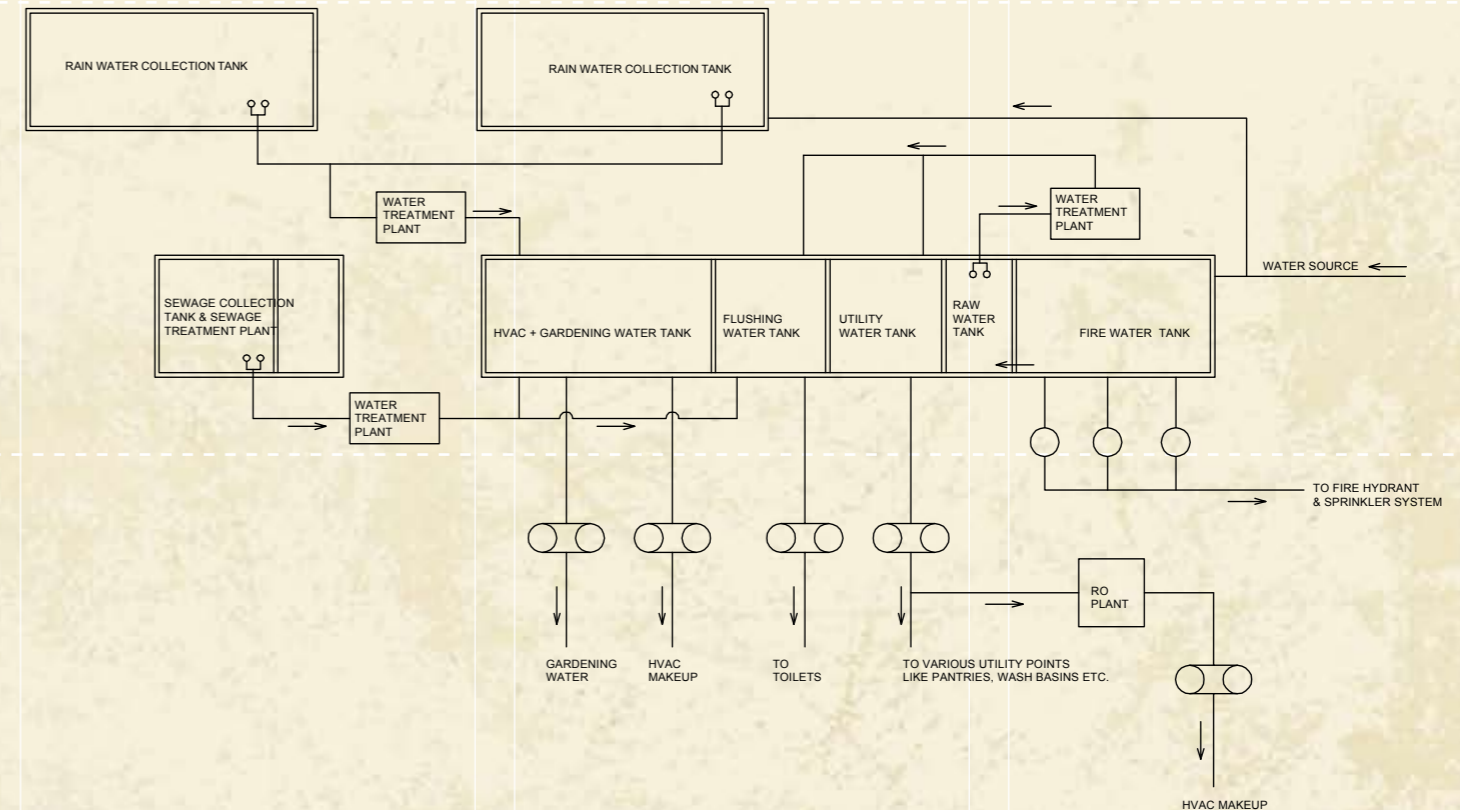 RAIN WATER COLLECTION TANK
RAIN WATER COLLECTION TANK
WATER
TREATMENT
PLANT
WATER
TREATMENT
PLANT
WATER SOURCE
SEWAGE COLLECTION
TANK & SEWAGE
TREATMENT PLANT
HVAC + GARDENING WATER TANK
FLUSHING
WATER TANK
UTILITY
WATER TANK
RAW
WATER
TANK
FIRE WATER TANK
WATER
TREATMENT
PLANT
TO FIRE HYDRANT
& SPRINKLER SYSTEM
RO
PLANT
GARDENING
WATER
HVAC
MAKEUP
TO
TOILETS
TO VARIOUS UTILITY POINTS
LIKE PANTRIES, WASH BASINS ETC.
HVAC MAKEUP